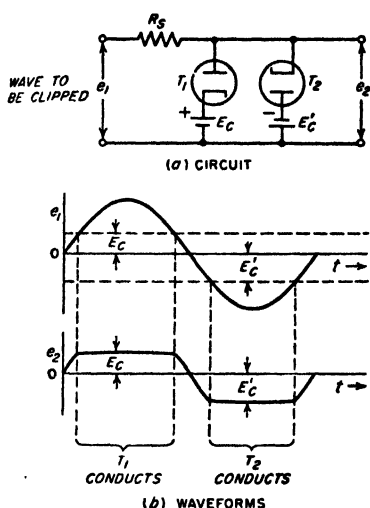 R_S
WAVE TO
BE CLIPPED
e_1
T_1
T_2
e_2
+ E_C
− E'_C
(a) CIRCUIT
e_1
E_C
0
E'_C
t →
e_2
E_C
0
E'_C
t →
T_1
CONDUCTS
T_2
CONDUCTS
(b) WAVEFORMS